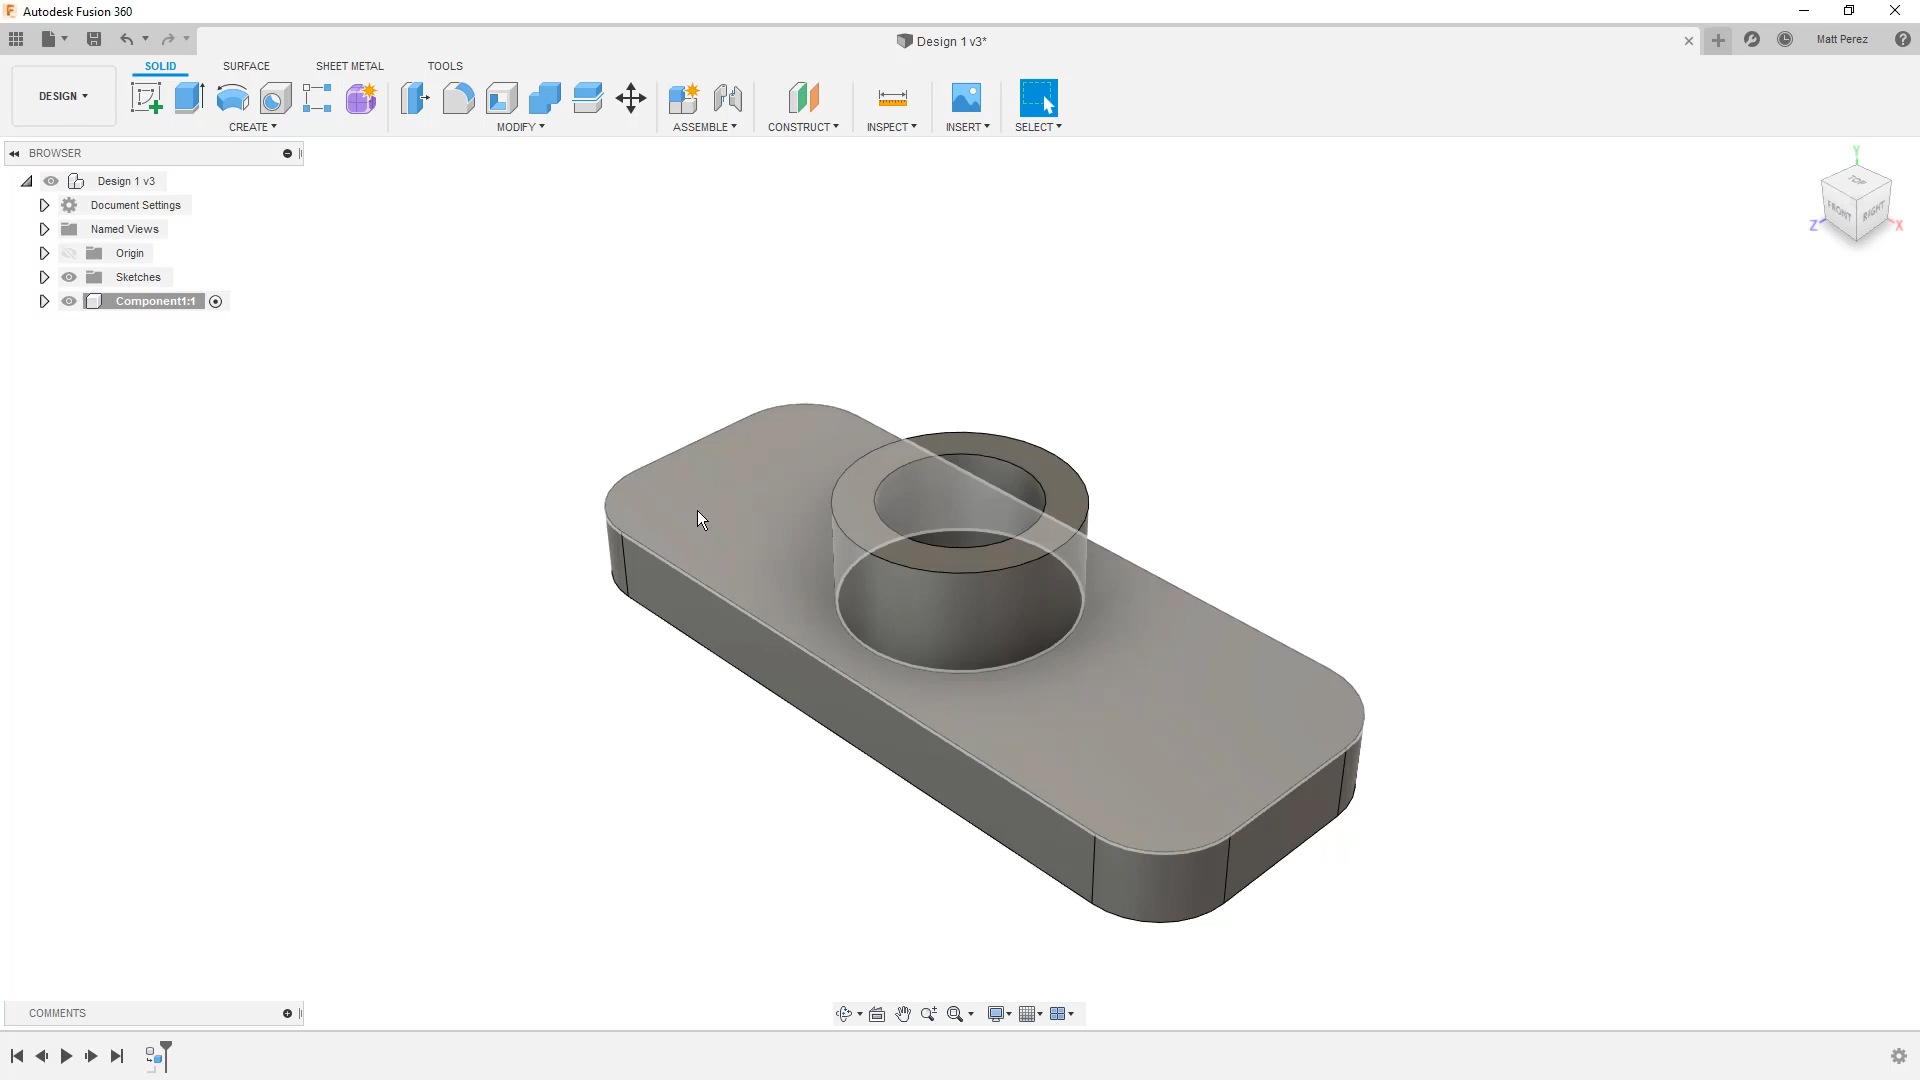 Autodesk Fusion 360
Design 1 v3*
Matt Perez
SOLID
SURFACE
SHEET METAL
TOOLS
DESIGN
CREATE
MODIFY
ASSEMBLE
CONSTRUCT
INSPECT
INSERT
SELECT
BROWSER
Design 1 v3
Document Settings
Named Views
Origin
Sketches
Component1:1
Y
TOP
FRONT
RIGHT
Z
X
COMMENTS